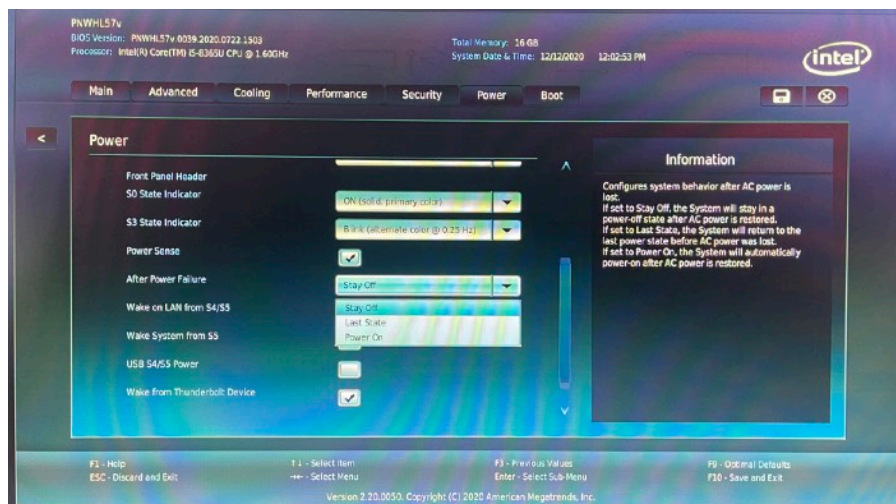 PNWHL57v
BIOS Version: PNWHL57v.0039.2020.0722.1503
Processor: Intel(R) Core(TM) i5-8365U CPU @ 1.60GHz
Total Memory: 16 GB
System Date & Time: 12/12/2020 12:02:53 PM
intel
Main Advanced Cooling Performance Security Power Boot
<
Power
Front Panel Header
S0 State Indicator
ON (solid, primary color)
S3 State Indicator
Blink (alternate color @ 0.25 Hz)
Power Sense
After Power Failure
Stay Off
Wake on LAN from S4/S5
Stay Off
Last State
Wake System from S5
Power On
USB S4/S5 Power
Wake from Thunderbolt Device
Information
Configures system behavior after AC power is
lost.
If set to Stay Off, the System will stay in a
power-off state after AC power is restored.
If set to Last State, the System will return to the
last power state before AC power was lost.
If set to Power On, the System will automatically
power-on after AC power is restored.
F1 - Help
ESC - Discard and Exit
↑↓ - Select Item
→← - Select Menu
F3 - Previous Values
Enter - Select Sub-Menu
F9 - Optimal Defaults
F10 - Save and Exit
Version 2.20.0050. Copyright (C) 2020 American Megatrends, Inc.